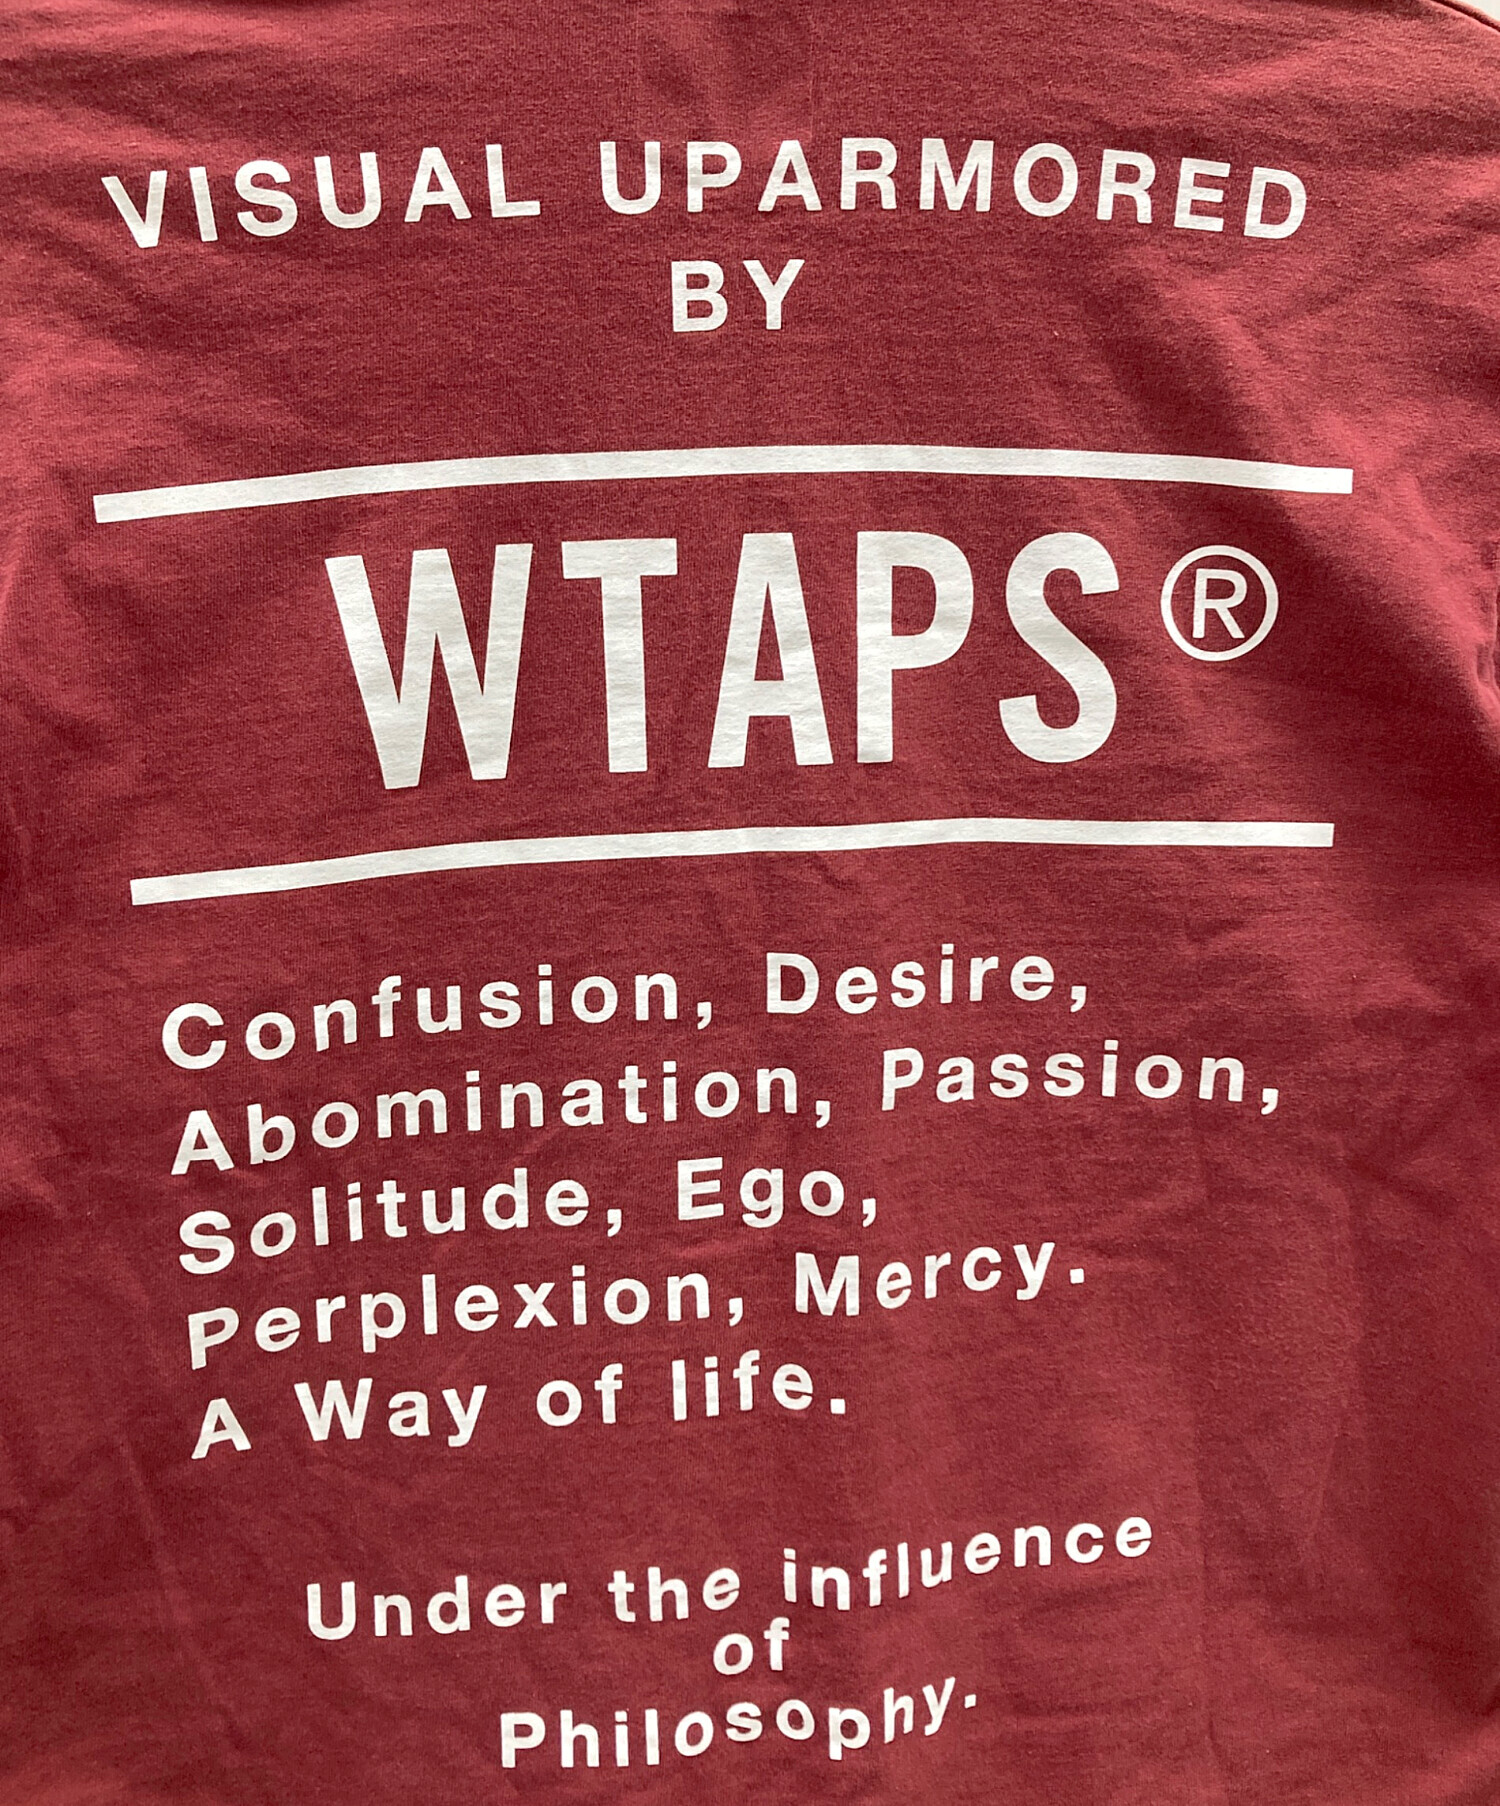 VISUAL UPARMORED
BY
WTAPS®
Confusion, Desire,
Abomination, Passion,
Solitude, Ego,
Perplexion, Mercy.
A Way of life.
Under the influence
of
Philosophy.